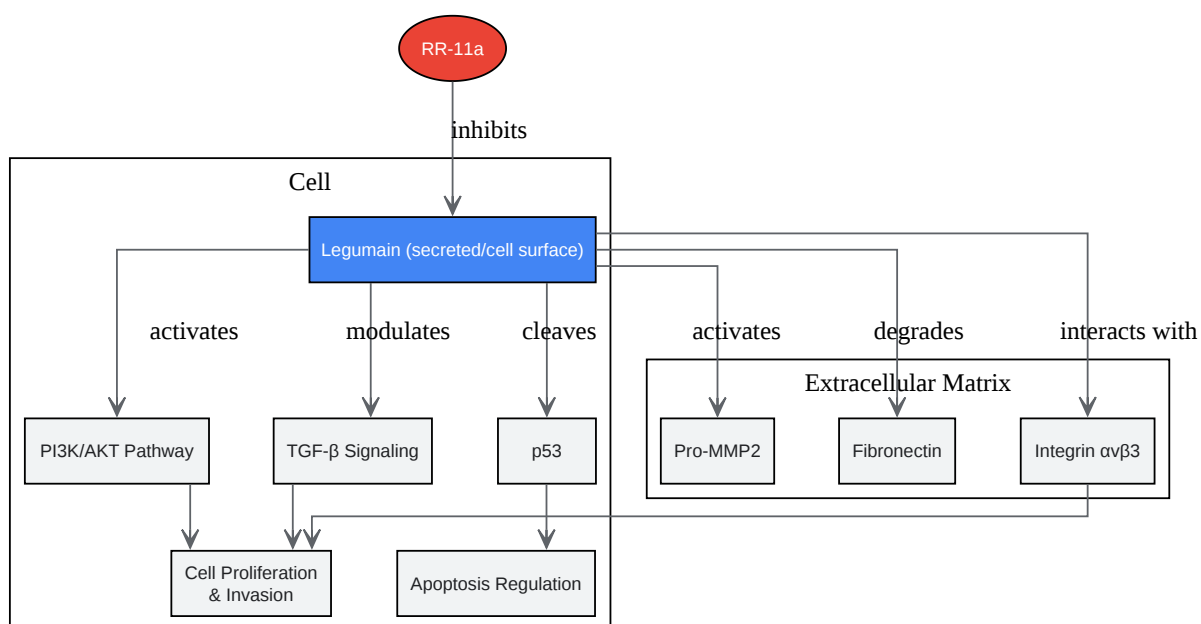 RR-11a
inhibits
Cell
Legumain (secreted/cell surface)
activates
modulates
cleaves
activates
degrades
interacts with
Extracellular Matrix
PI3K/AKT Pathway
TGF-β Signaling
p53
Pro-MMP2
Fibronectin
Integrin αvβ3
Cell Proliferation
& Invasion
Apoptosis Regulation